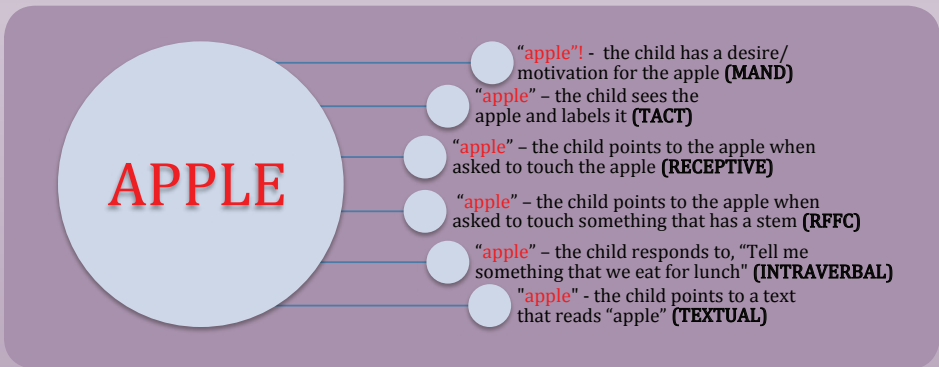 APPLE
“apple”! - the child has a desire/
motivation for the apple (MAND)
“apple” – the child sees the
apple and labels it (TACT)
“apple” – the child points to the apple when
asked to touch the apple (RECEPTIVE)
“apple” – the child points to the apple when
asked to touch something that has a stem (RFFC)
“apple” – the child responds to, “Tell me
something that we eat for lunch" (INTRAVERBAL)
"apple" - the child points to a text
that reads “apple” (TEXTUAL)